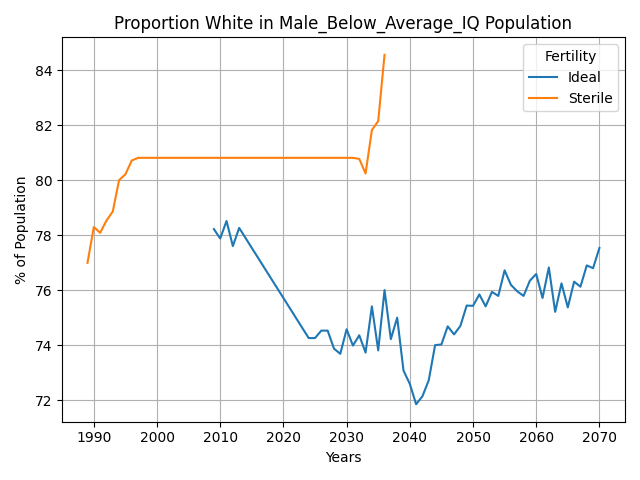 Proportion White in Male_Below_Average_IQ Population
Fertility
Ideal
Sterile
84
82
80
78
76
74
72
% of Population
1990 2000 2010 2020 2030 2040 2050 2060 2070
Years